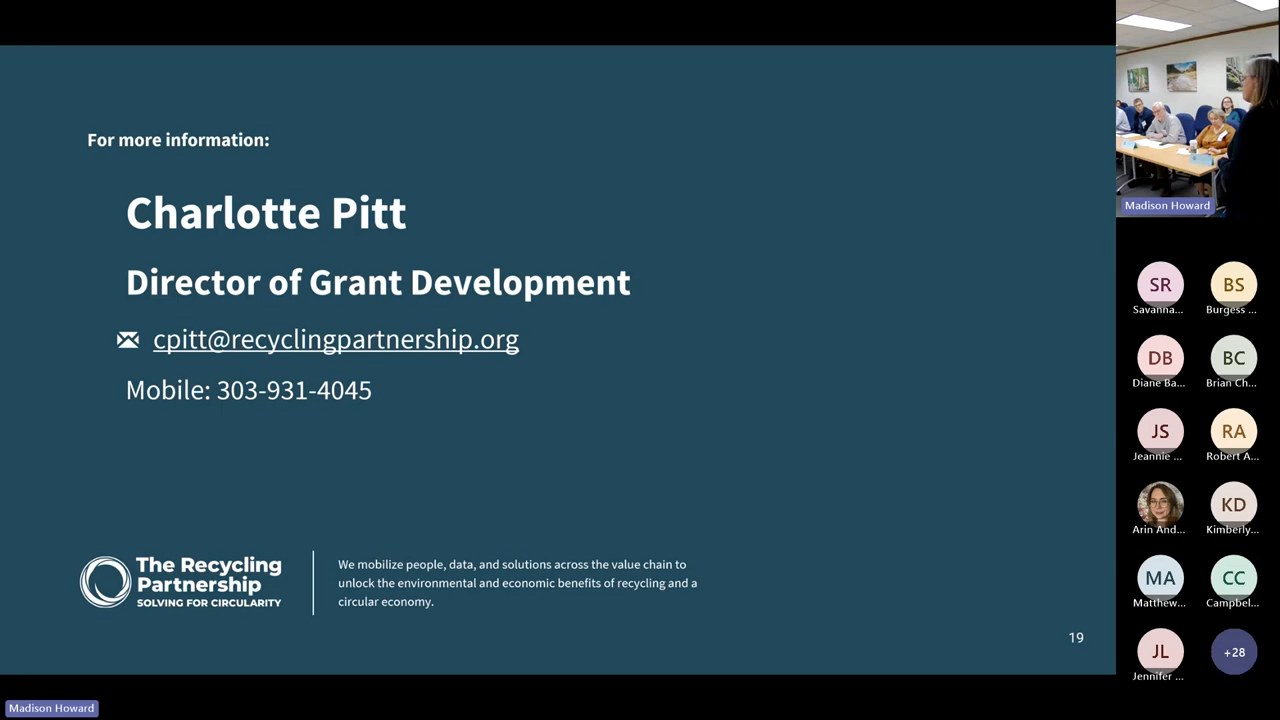 For more information:
Charlotte Pitt
Director of Grant Development
cpitt@recyclingpartnership.org
Mobile: 303-931-4045
The Recycling
Partnership
SOLVING FOR CIRCULARITY
We mobilize people, data, and solutions across the value chain to
unlock the environmental and economic benefits of recycling and a
circular economy.
19
Madison Howard
Madison Howard
SR
Savanna...
BS
Burgess ...
DB
Diane Ba...
BC
Brian Ch...
JS
Jeannie ...
RA
Robert A...
Arin And...
KD
Kimberly...
MA
Matthew...
CC
Campbel...
JL
Jennifer ...
+28